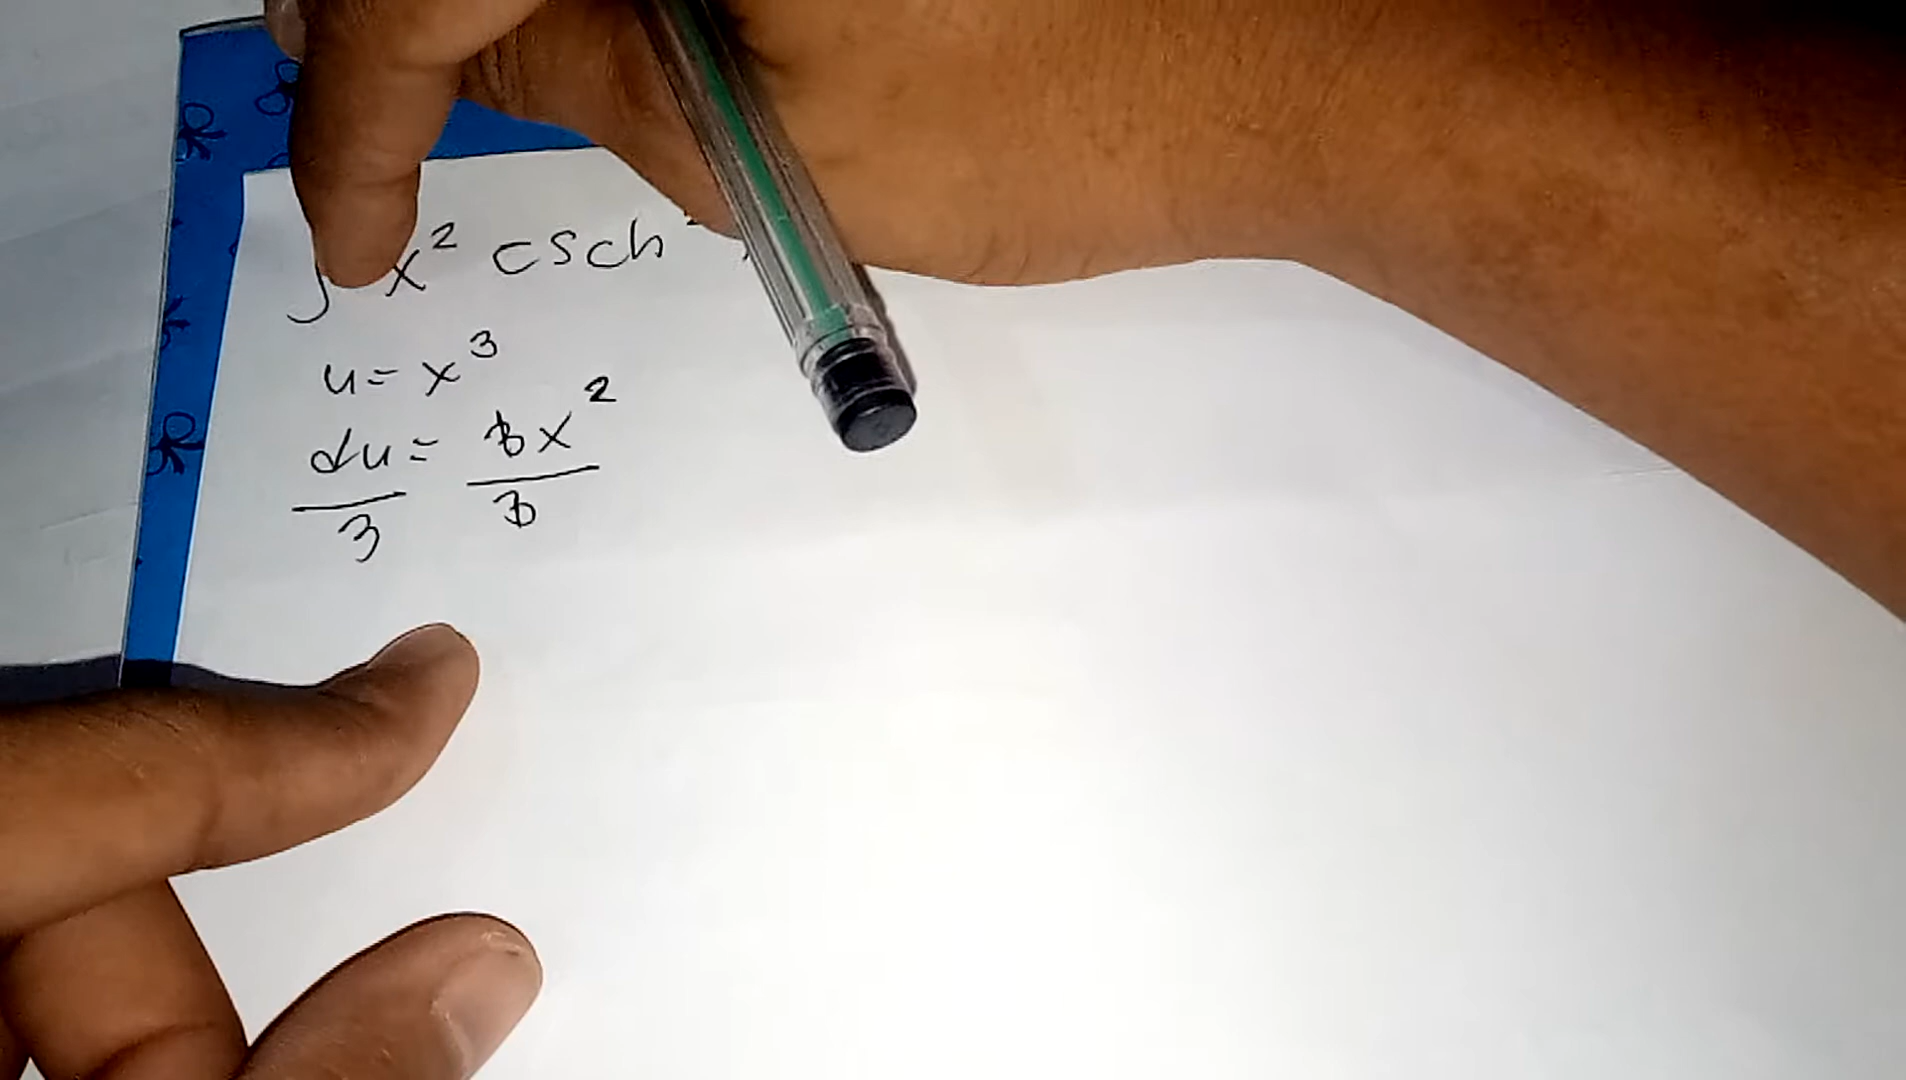 ∫ x² csch
u = x³
du = 3x²
3 3